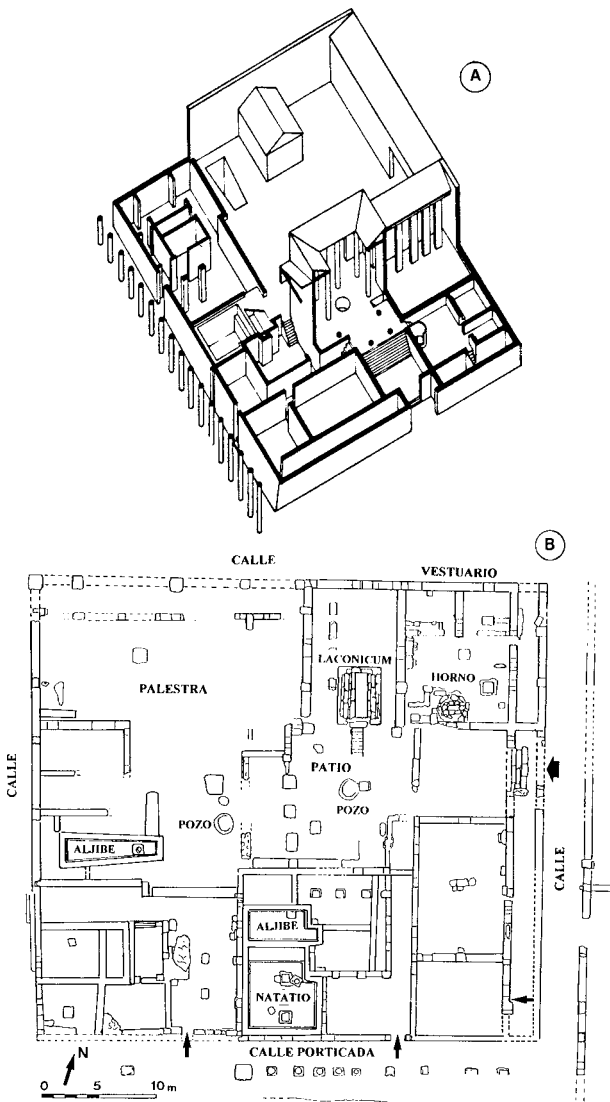 A
B
CALLE
VESTUARIO
LACONICUM
PALESTRA
HORNO
CALLE
PATIO
POZO
POZO
ALJIBE
CALLE
ALJIBE
NATATIO
CALLE PORTICADA
N
0 5 10 m